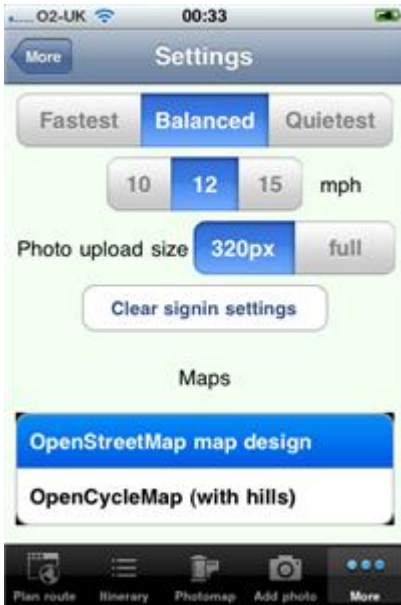 O2-UK 00:33
More Settings
Fastest Balanced Quietest
10 12 15 mph
Photo upload size 320px full
Clear signin settings
Maps
OpenStreetMap map design
OpenCycleMap (with hills)
Plan route Itinerary Photomap Add photo More